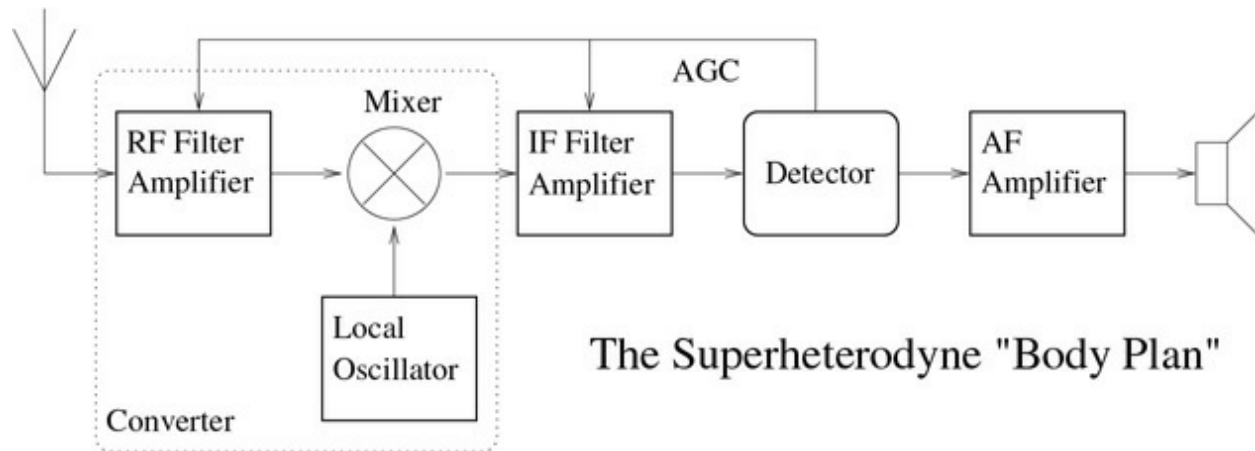 AGC
Mixer
RF Filter
Amplifier
IF Filter
Amplifier
Detector
AF
Amplifier
Local
Oscillator
The Superheterodyne "Body Plan"
Converter